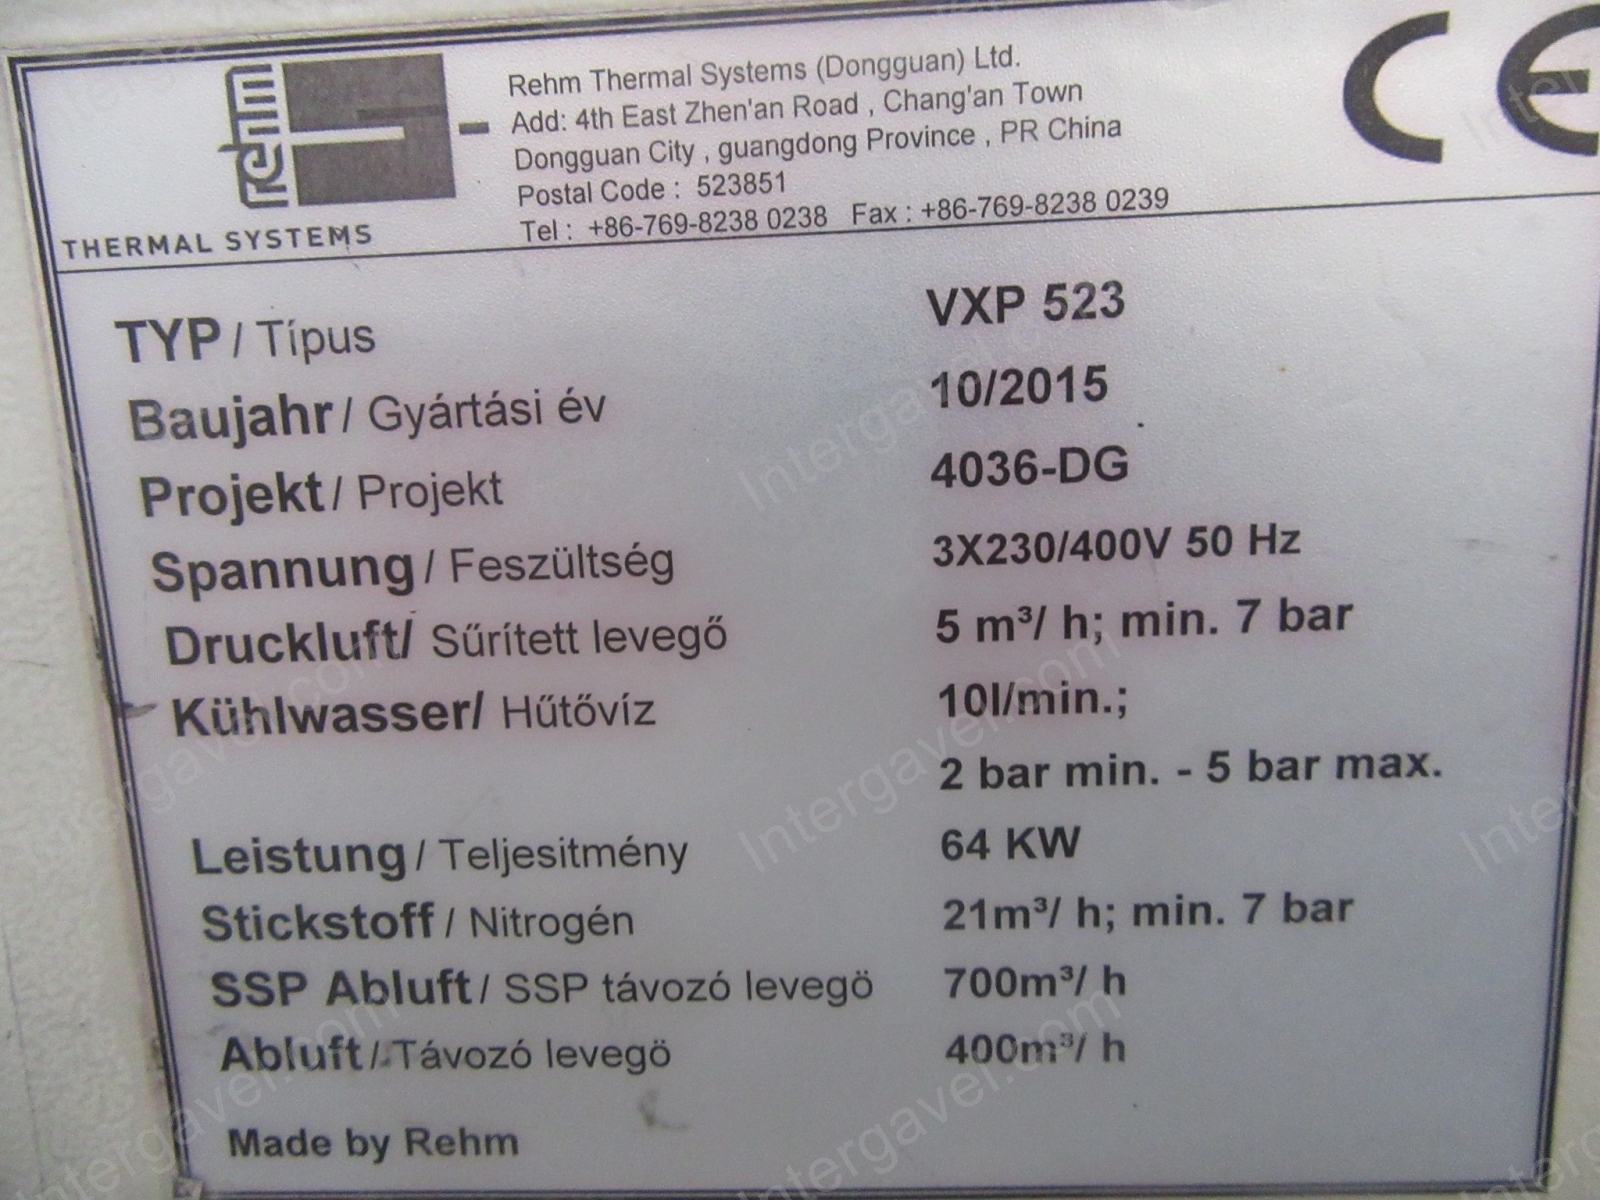 rehm
THERMAL SYSTEMS
Rehm Thermal Systems (Dongguan) Ltd.
Add: 4th East Zhen'an Road , Chang'an Town
Dongguan City , guangdong Province , PR China
Postal Code : 523851
Tel : +86-769-8238 0238 Fax : +86-769-8238 0239
CE
TYP / Típus VXP 523
Baujahr / Gyártási év 10/2015
Projekt / Projekt 4036-DG
Spannung / Feszültség 3X230/400V 50 Hz
Druckluft/ Sűrített levegő 5 m³/ h; min. 7 bar
Kühlwasser/ Hűtővíz 10l/min.;
2 bar min. - 5 bar max.
Leistung / Teljesitmény 64 KW
Stickstoff / Nitrogén 21m³/ h; min. 7 bar
SSP Abluft / SSP távozó levegö 700m³/ h
Abluft / Távozó levegö 400m³/ h
Made by Rehm
Intergavel.com